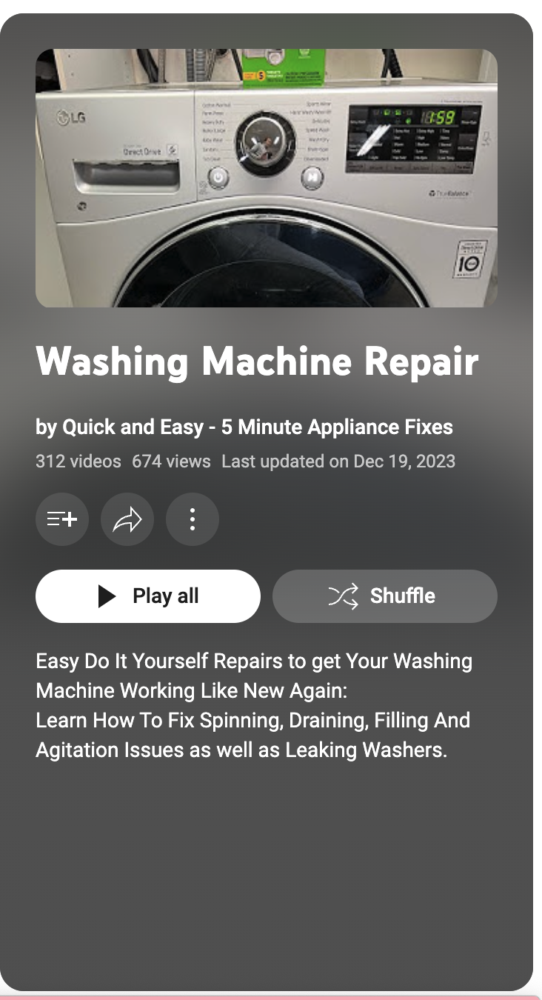 LG
Direct Drive
1:59
TrueBalance
10
Washing Machine Repair
by Quick and Easy - 5 Minute Appliance Fixes
312 videos 674 views Last updated on Dec 19, 2023
Play all
Shuffle
Easy Do It Yourself Repairs to get Your Washing
Machine Working Like New Again:
Learn How To Fix Spinning, Draining, Filling And
Agitation Issues as well as Leaking Washers.